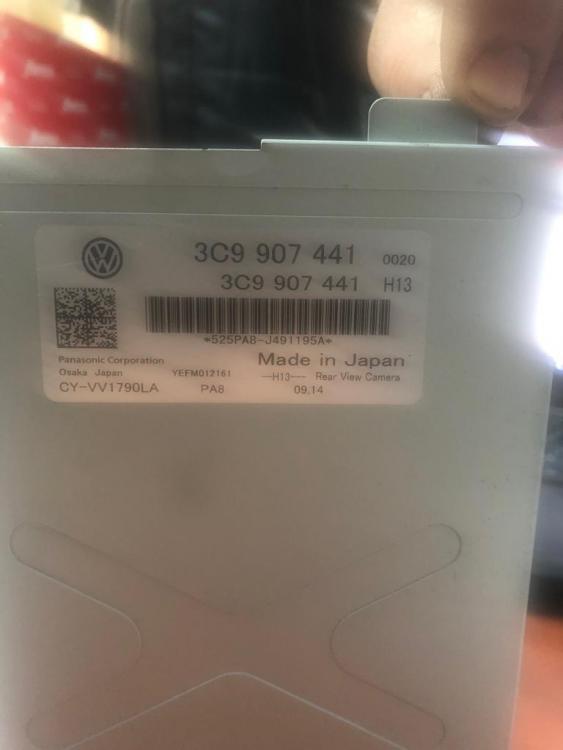 3C9 907 441 0020
3C9 907 441 H13
*525PA8-J491195A*
Made in Japan
Panasonic Corporation
Osaka Japan YEFM012161 —H13— Rear View Camera
CY-VV1790LA PA8 09,14